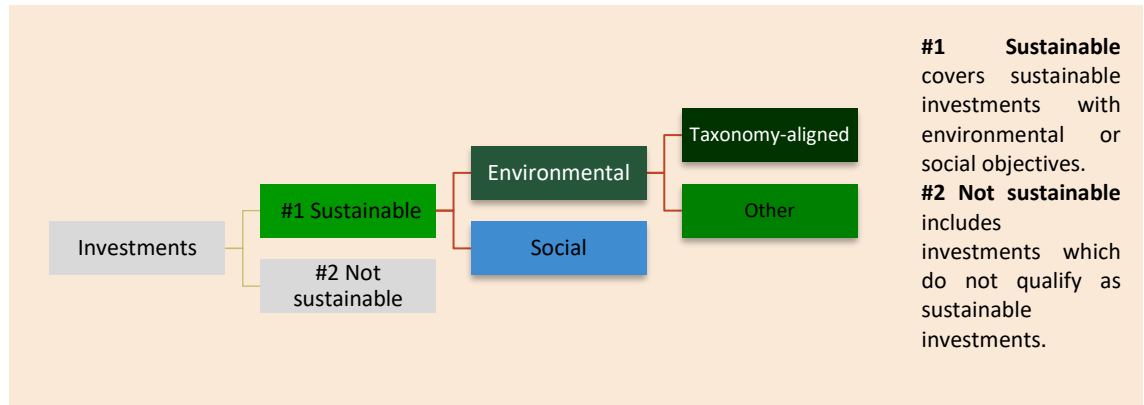 Investments
#1 Sustainable
#2 Not
sustainable
Environmental
Social
Taxonomy-aligned
Other
#1 Sustainable
covers sustainable
investments with
environmental or
social objectives.
#2 Not sustainable
includes
investments which
do not qualify as
sustainable
investments.